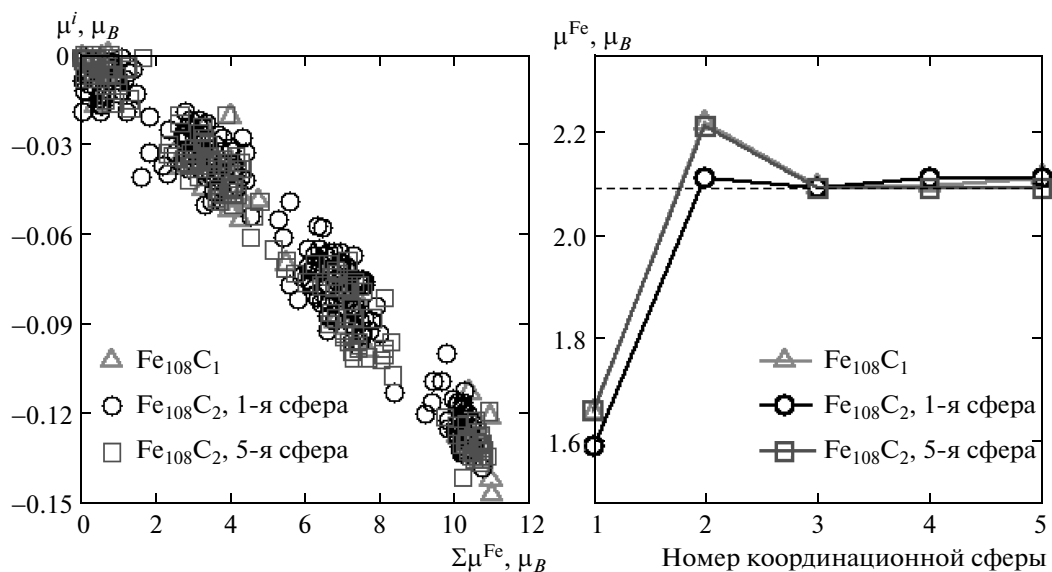 μⁱ, μ_B
0
−0.03
−0.06
−0.09
−0.12
−0.15
0 2 4 6 8 10 12
Σμ^Fe, μ_B
Fe₁₀₈C₁
Fe₁₀₈C₂, 1-я сфера
Fe₁₀₈C₂, 5-я сфера
μ^Fe, μ_B
2.2
2.0
1.8
1.6
1 2 3 4 5
Номер координационной сферы
Fe₁₀₈C₁
Fe₁₀₈C₂, 1-я сфера
Fe₁₀₈C₂, 5-я сфера